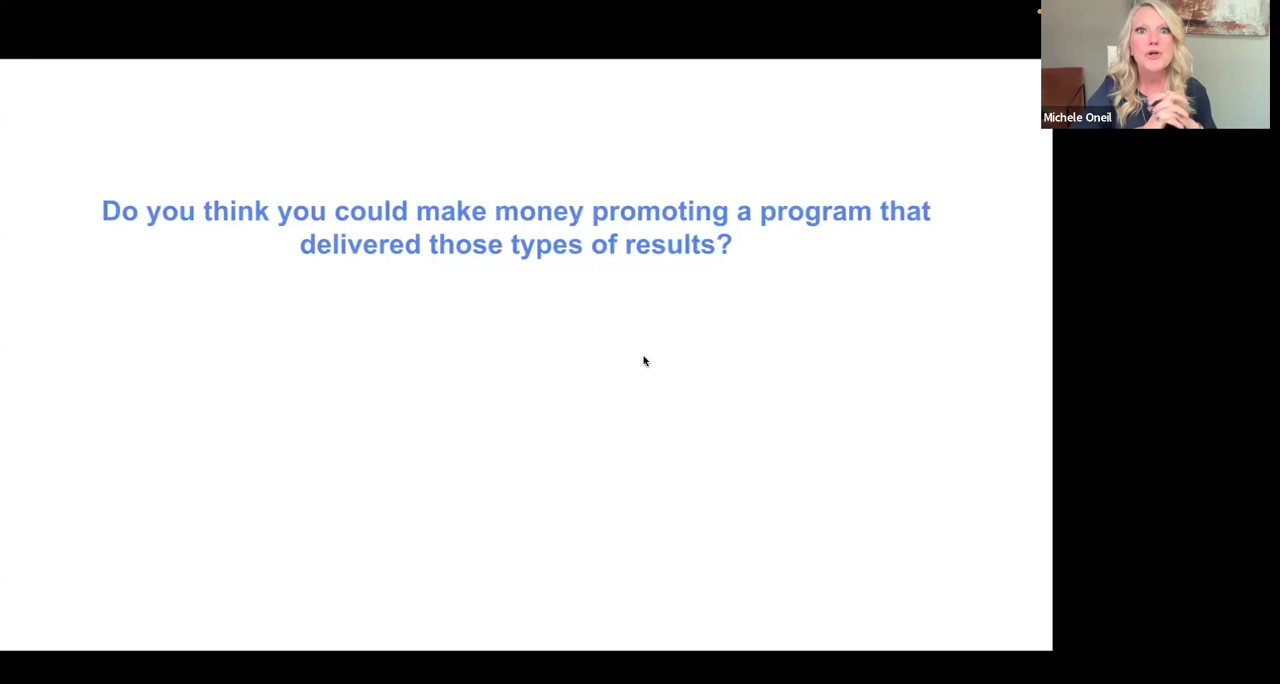 Michele Oneil
Do you think you could make money promoting a program that
delivered those types of results?